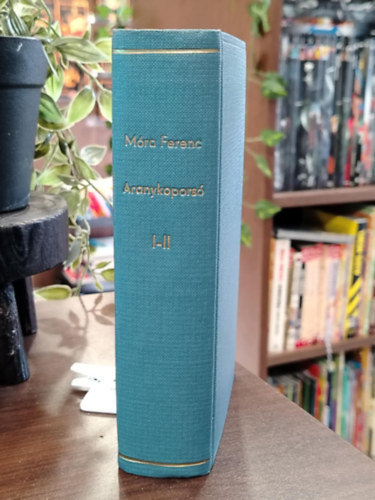 Móra Ferenc
Aranykoporsó
I-II